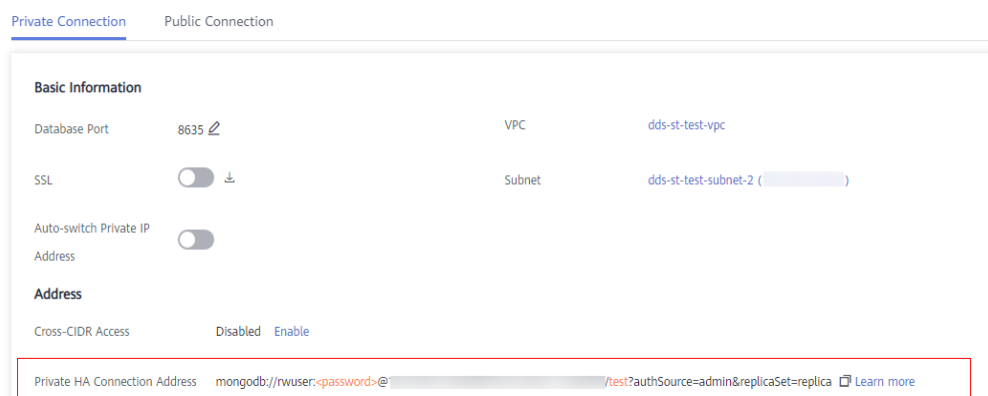 Private Connection Public Connection
Basic Information
Database Port 8635 VPC dds-st-test-vpc
SSL Subnet dds-st-test-subnet-2 ( )
Auto-switch Private IP
Address
Address
Cross-CIDR Access Disabled Enable
Private HA Connection Address mongodb://rwuser:<password>@ /test?authSource=admin&replicaSet=replica Learn more